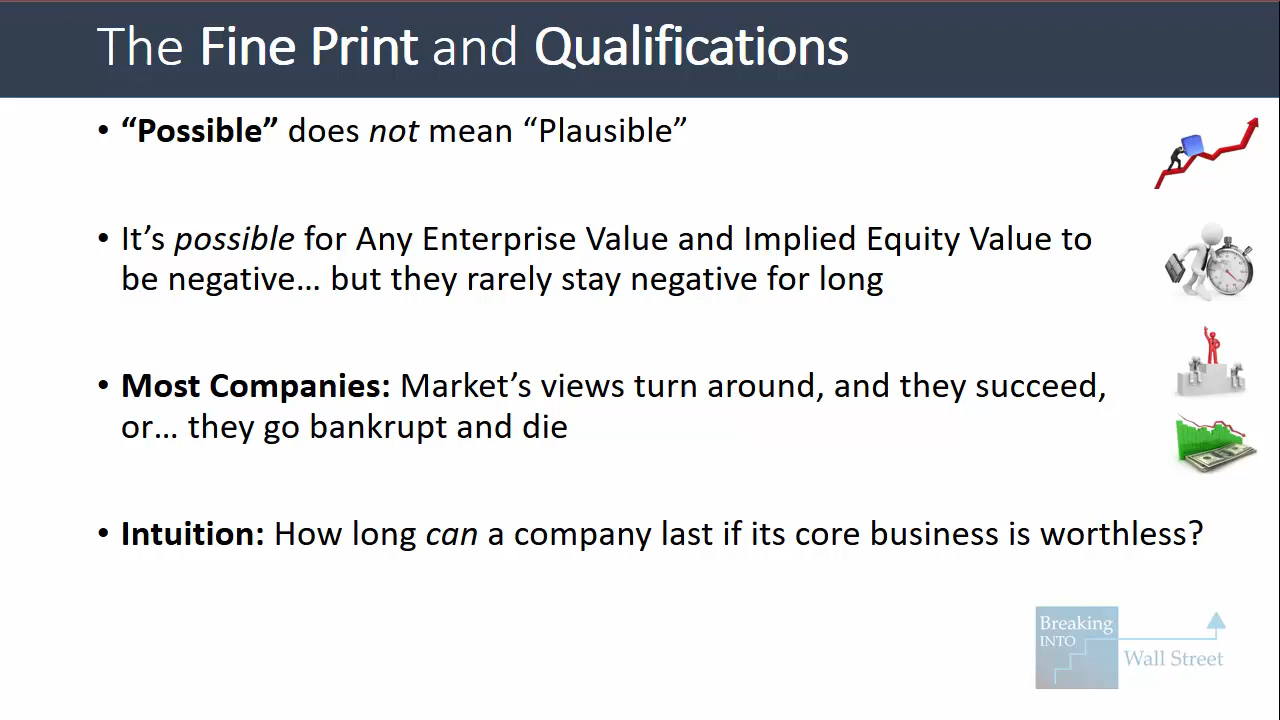 The Fine Print and Qualifications
• “Possible” does not mean “Plausible”
• It’s possible for Any Enterprise Value and Implied Equity Value to
be negative... but they rarely stay negative for long
• Most Companies: Market’s views turn around, and they succeed,
or... they go bankrupt and die
• Intuition: How long can a company last if its core business is worthless?
Breaking
INTO
Wall Street